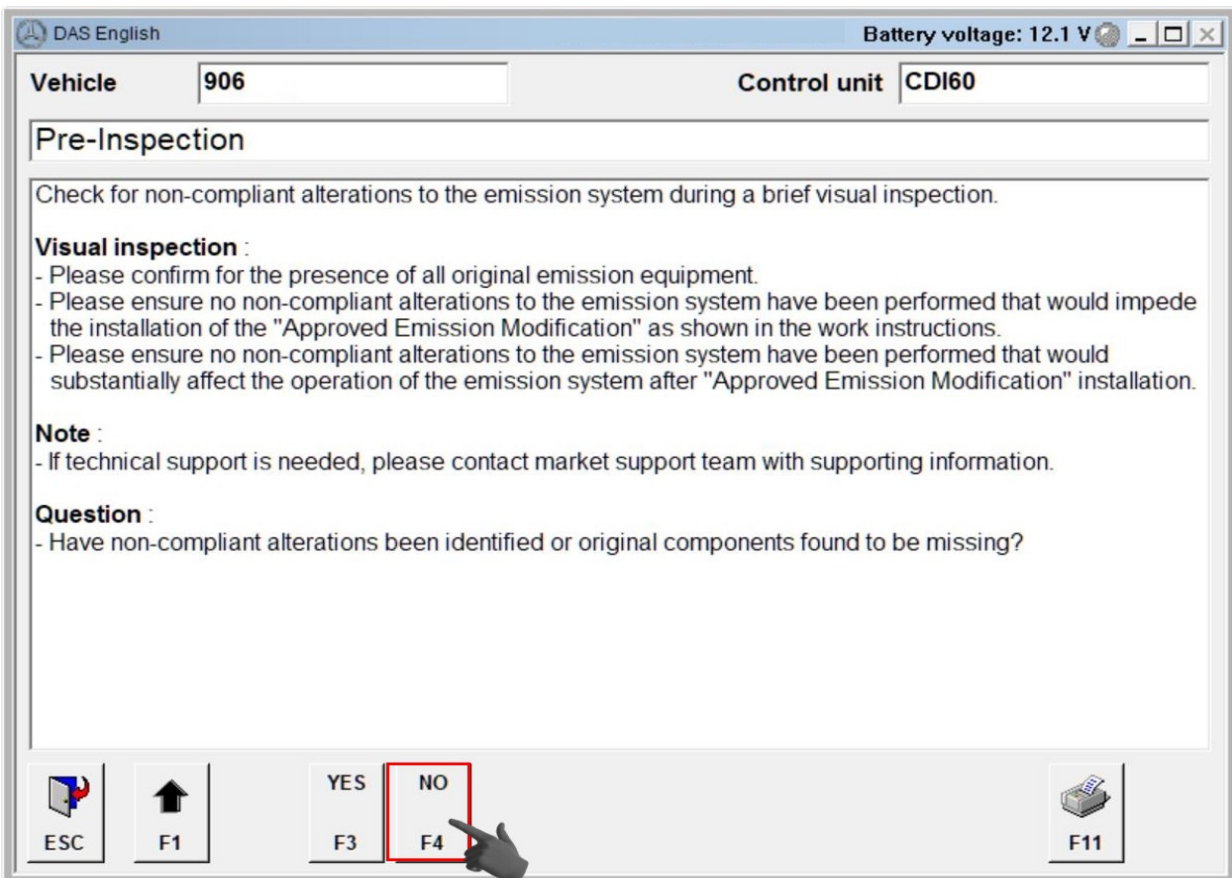 DAS English
Battery voltage: 12.1 V
Vehicle 906 Control unit CDI60
Pre-Inspection
Check for non-compliant alterations to the emission system during a brief visual inspection.
Visual inspection :
- Please confirm for the presence of all original emission equipment.
- Please ensure no non-compliant alterations to the emission system have been performed that would impede
the installation of the "Approved Emission Modification" as shown in the work instructions.
- Please ensure no non-compliant alterations to the emission system have been performed that would
substantially affect the operation of the emission system after "Approved Emission Modification" installation.
Note :
- If technical support is needed, please contact market support team with supporting information.
Question :
- Have non-compliant alterations been identified or original components found to be missing?
YES NO
ESC F1 F3 F4 F11